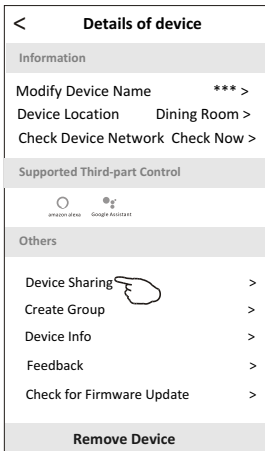 < Details of device
Information
Modify Device Name *** >
Device Location Dining Room >
Check Device Network Check Now >
Supported Third-part Control
amazon alexa Google Assistant
Others
Device Sharing >
Create Group >
Device Info >
Feedback >
Check for Firmware Update >
Remove Device